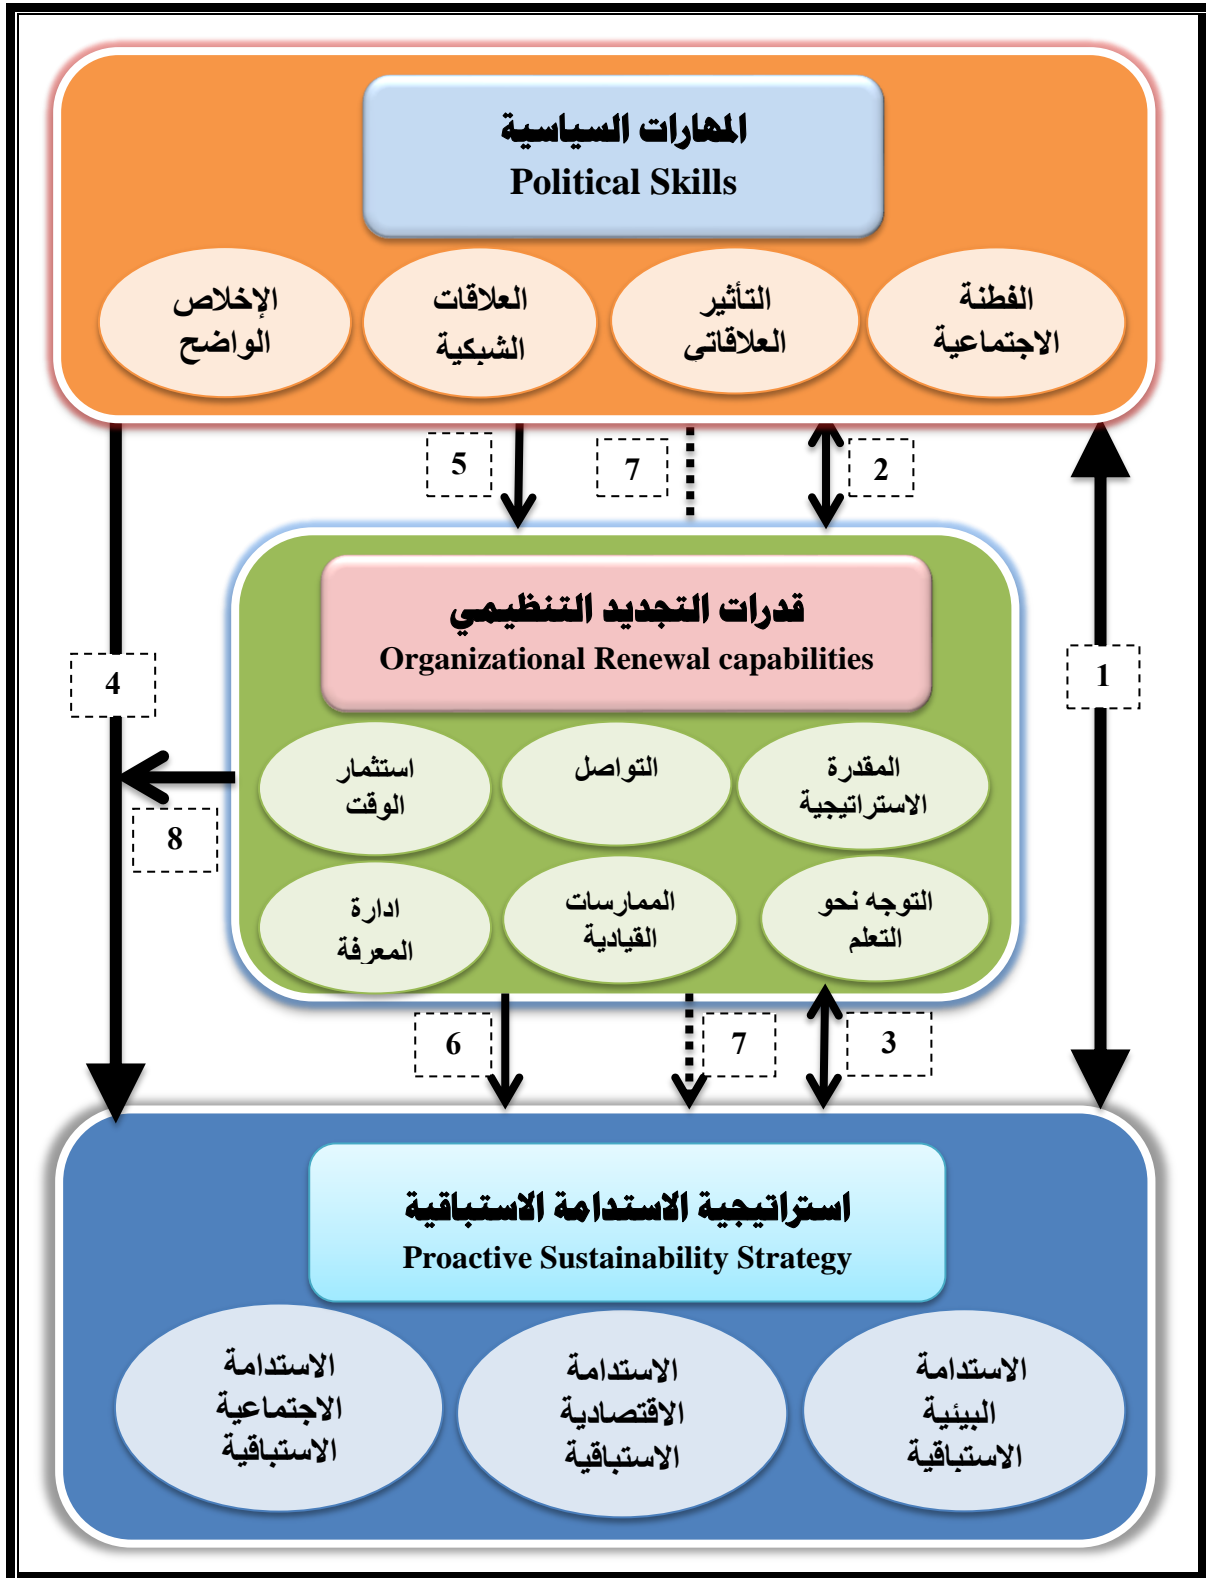 المهارات السياسية
Political Skills
الفطنة
الاجتماعية
التأثير
العلاقاتي
العلاقات
الشبكية
الإخلاص
الواضح
5
7
2
قدرات التجديد التنظيمي
Organizational Renewal capabilities
4
1
المقدرة
الاستراتيجية
التواصل
استثمار
الوقت
8
التوجه نحو
التعلم
الممارسات
القيادية
ادارة
المعرفة
6
7
3
استراتيجية الاستدامة الاستباقية
Proactive Sustainability Strategy
الاستدامة
البيئية
الاستباقية
الاستدامة
الاقتصادية
الاستباقية
الاستدامة
الاجتماعية
الاستباقية